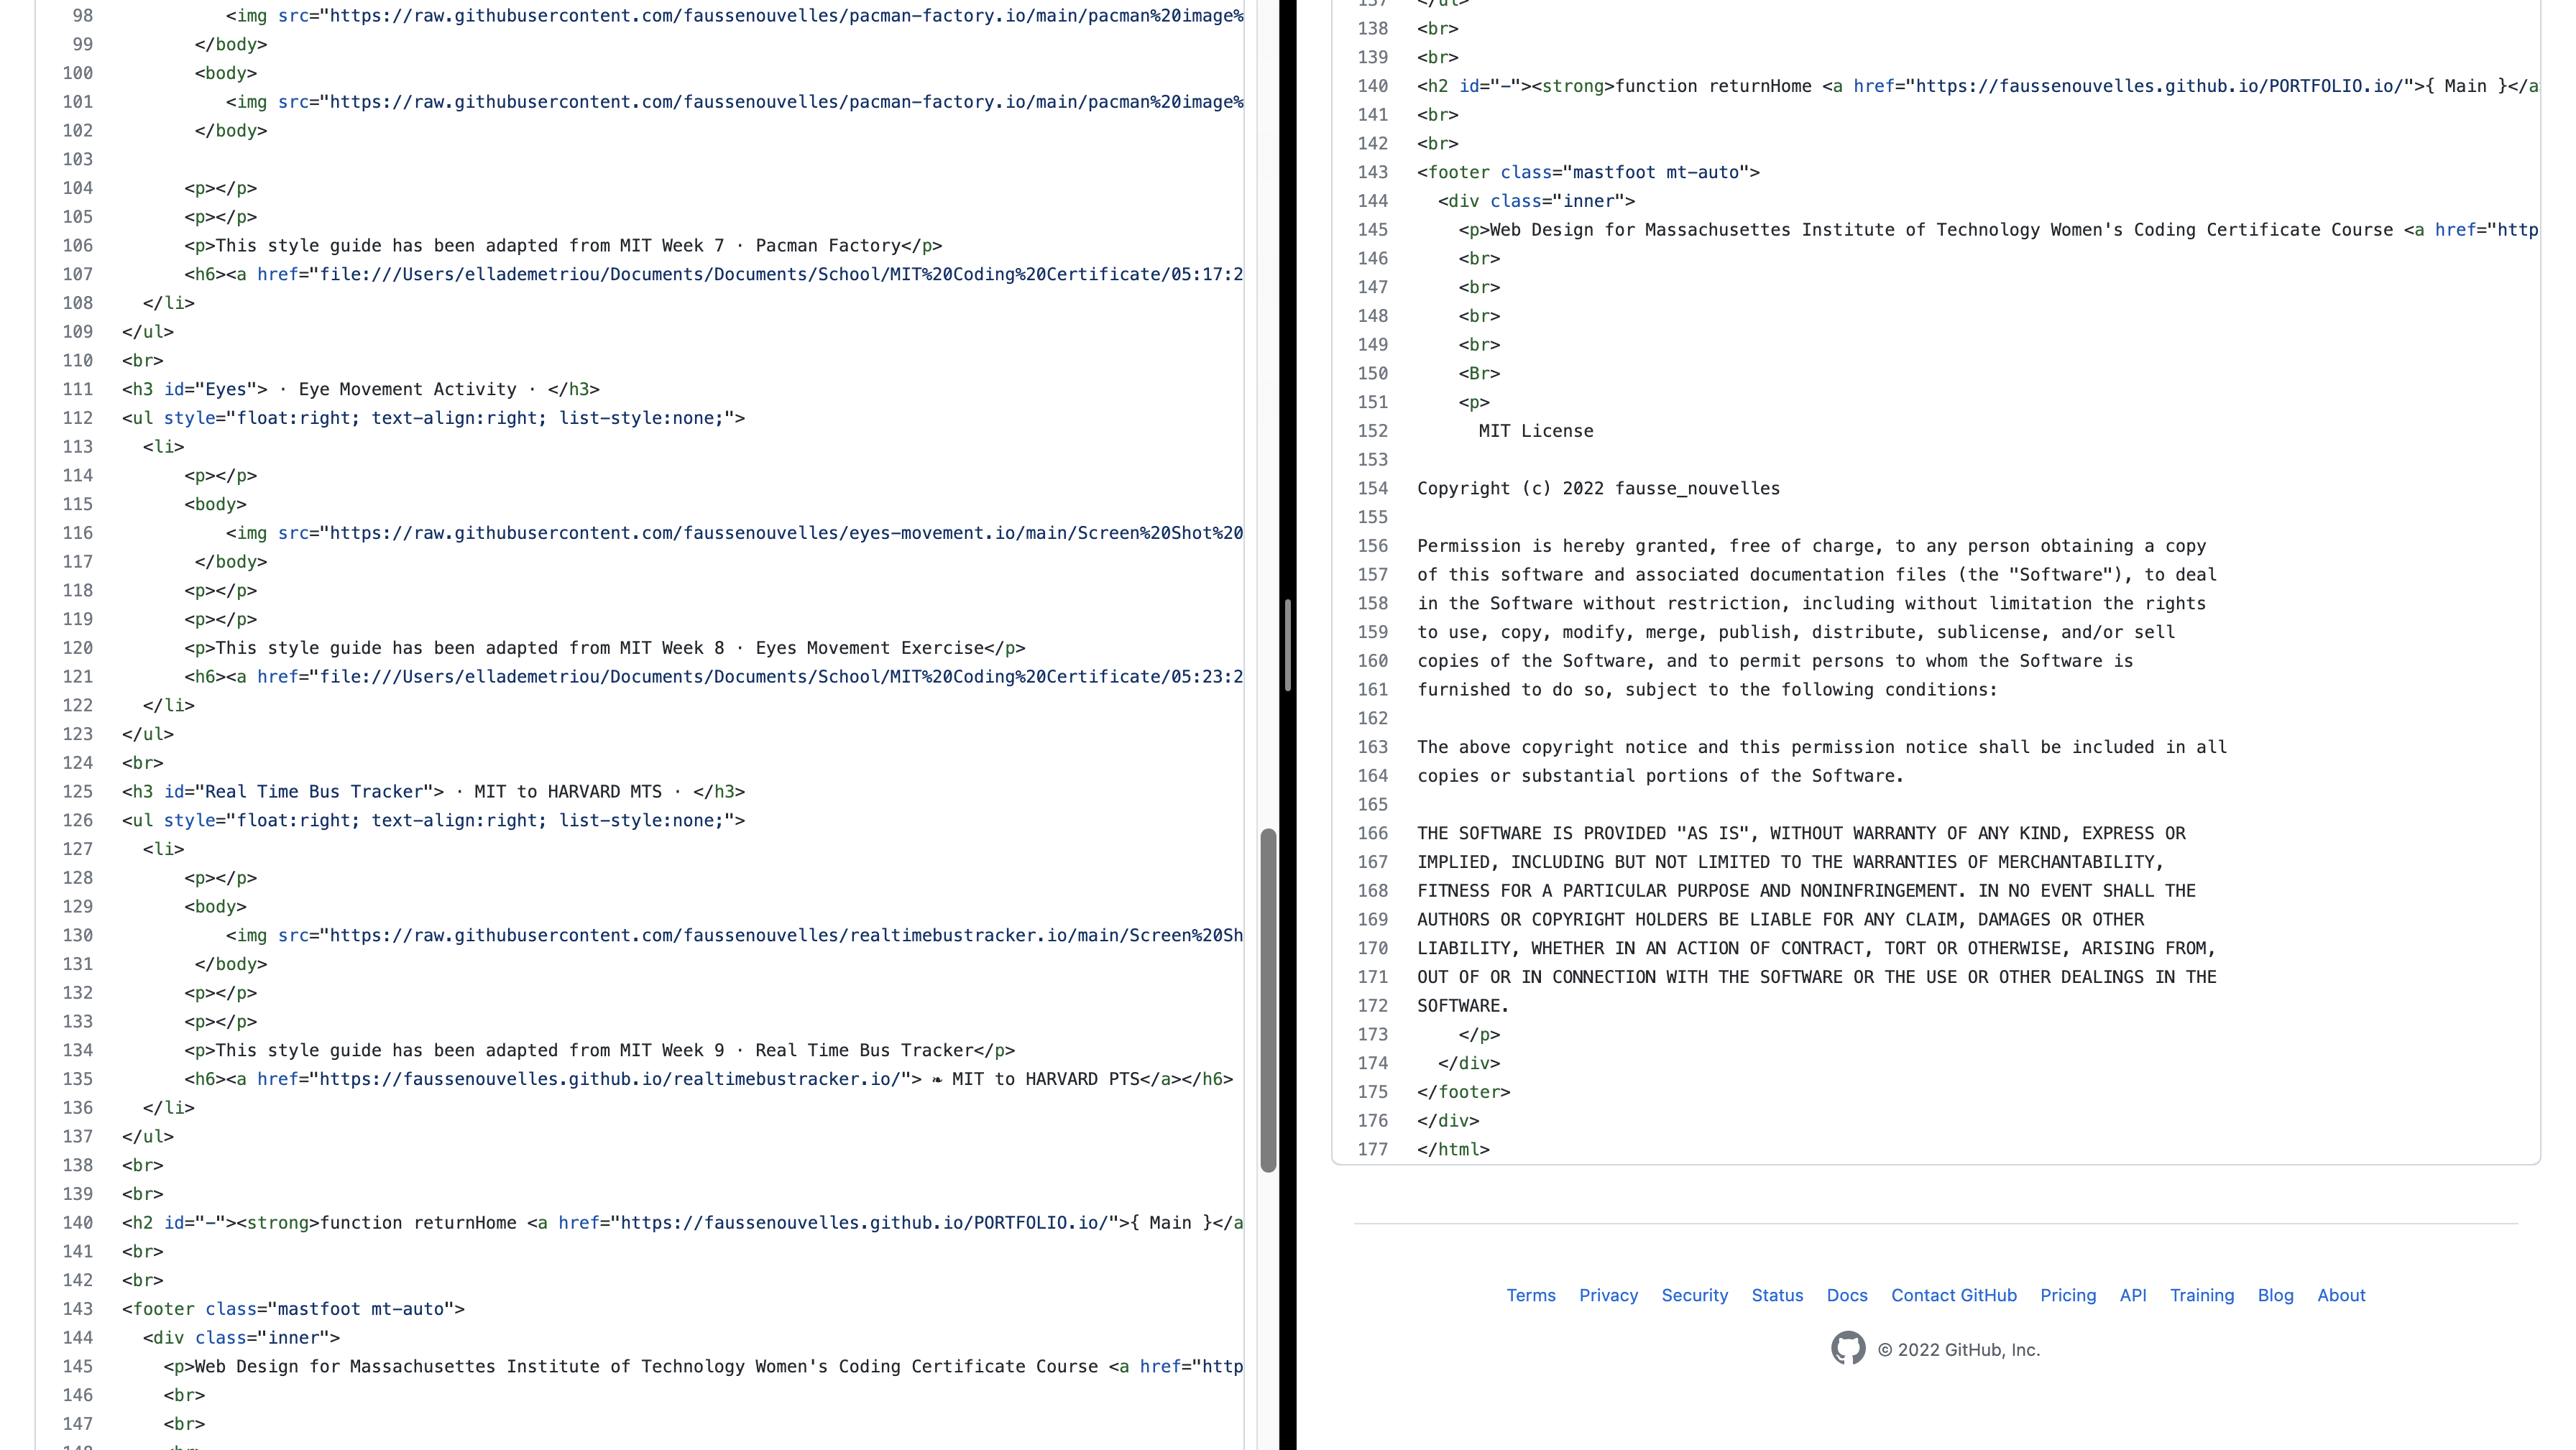 98 <img src="https://raw.githubusercontent.com/faussenouvelles/pacman-factory.io/main/pacman%20image%
99 </body>
100 <body>
101 <img src="https://raw.githubusercontent.com/faussenouvelles/pacman-factory.io/main/pacman%20image%
102 </body>
103
104 <p></p>
105 <p></p>
106 <p>This style guide has been adapted from MIT Week 7 · Pacman Factory</p>
107 <h6><a href="file:///Users/ellademetriou/Documents/Documents/School/MIT%20Coding%20Certificate/05:17:2
108 </li>
109 </ul>
110 <br>
111 <h3 id="Eyes"> · Eye Movement Activity · </h3>
112 <ul style="float:right; text-align:right; list-style:none;">
113 <li>
114 <p></p>
115 <body>
116 <img src="https://raw.githubusercontent.com/faussenouvelles/eyes-movement.io/main/Screen%20Shot%20
117 </body>
118 <p></p>
119 <p></p>
120 <p>This style guide has been adapted from MIT Week 8 · Eyes Movement Exercise</p>
121 <h6><a href="file:///Users/ellademetriou/Documents/Documents/School/MIT%20Coding%20Certificate/05:23:2
122 </li>
123 </ul>
124 <br>
125 <h3 id="Real Time Bus Tracker"> · MIT to HARVARD MTS · </h3>
126 <ul style="float:right; text-align:right; list-style:none;">
127 <li>
128 <p></p>
129 <body>
130 <img src="https://raw.githubusercontent.com/faussenouvelles/realtimebustracker.io/main/Screen%20Sh
131 </body>
132 <p></p>
133 <p></p>
134 <p>This style guide has been adapted from MIT Week 9 · Real Time Bus Tracker</p>
135 <h6><a href="https://faussenouvelles.github.io/realtimebustracker.io/"> ❧ MIT to HARVARD PTS</a></h6>
136 </li>
137 </ul>
138 <br>
139 <br>
140 <h2 id="-"><strong>function returnHome <a href="https://faussenouvelles.github.io/PORTFOLIO.io/">{ Main }</a
141 <br>
142 <br>
143 <footer class="mastfoot mt-auto">
144 <div class="inner">
145 <p>Web Design for Massachusettes Institute of Technology Women's Coding Certificate Course <a href="http
146 <br>
147 <br>
148 <br>
137 </ul>
138 <br>
139 <br>
140 <h2 id="-"><strong>function returnHome <a href="https://faussenouvelles.github.io/PORTFOLIO.io/">{ Main }</a
141 <br>
142 <br>
143 <footer class="mastfoot mt-auto">
144 <div class="inner">
145 <p>Web Design for Massachusettes Institute of Technology Women's Coding Certificate Course <a href="http
146 <br>
147 <br>
148 <br>
149 <br>
150 <Br>
151 <p>
152 MIT License
153
154 Copyright (c) 2022 fausse_nouvelles
155
156 Permission is hereby granted, free of charge, to any person obtaining a copy
157 of this software and associated documentation files (the "Software"), to deal
158 in the Software without restriction, including without limitation the rights
159 to use, copy, modify, merge, publish, distribute, sublicense, and/or sell
160 copies of the Software, and to permit persons to whom the Software is
161 furnished to do so, subject to the following conditions:
162
163 The above copyright notice and this permission notice shall be included in all
164 copies or substantial portions of the Software.
165
166 THE SOFTWARE IS PROVIDED "AS IS", WITHOUT WARRANTY OF ANY KIND, EXPRESS OR
167 IMPLIED, INCLUDING BUT NOT LIMITED TO THE WARRANTIES OF MERCHANTABILITY,
168 FITNESS FOR A PARTICULAR PURPOSE AND NONINFRINGEMENT. IN NO EVENT SHALL THE
169 AUTHORS OR COPYRIGHT HOLDERS BE LIABLE FOR ANY CLAIM, DAMAGES OR OTHER
170 LIABILITY, WHETHER IN AN ACTION OF CONTRACT, TORT OR OTHERWISE, ARISING FROM,
171 OUT OF OR IN CONNECTION WITH THE SOFTWARE OR THE USE OR OTHER DEALINGS IN THE
172 SOFTWARE.
173 </p>
174 </div>
175 </footer>
176 </div>
177 </html>
Terms Privacy Security Status Docs Contact GitHub Pricing API Training Blog About
© 2022 GitHub, Inc.